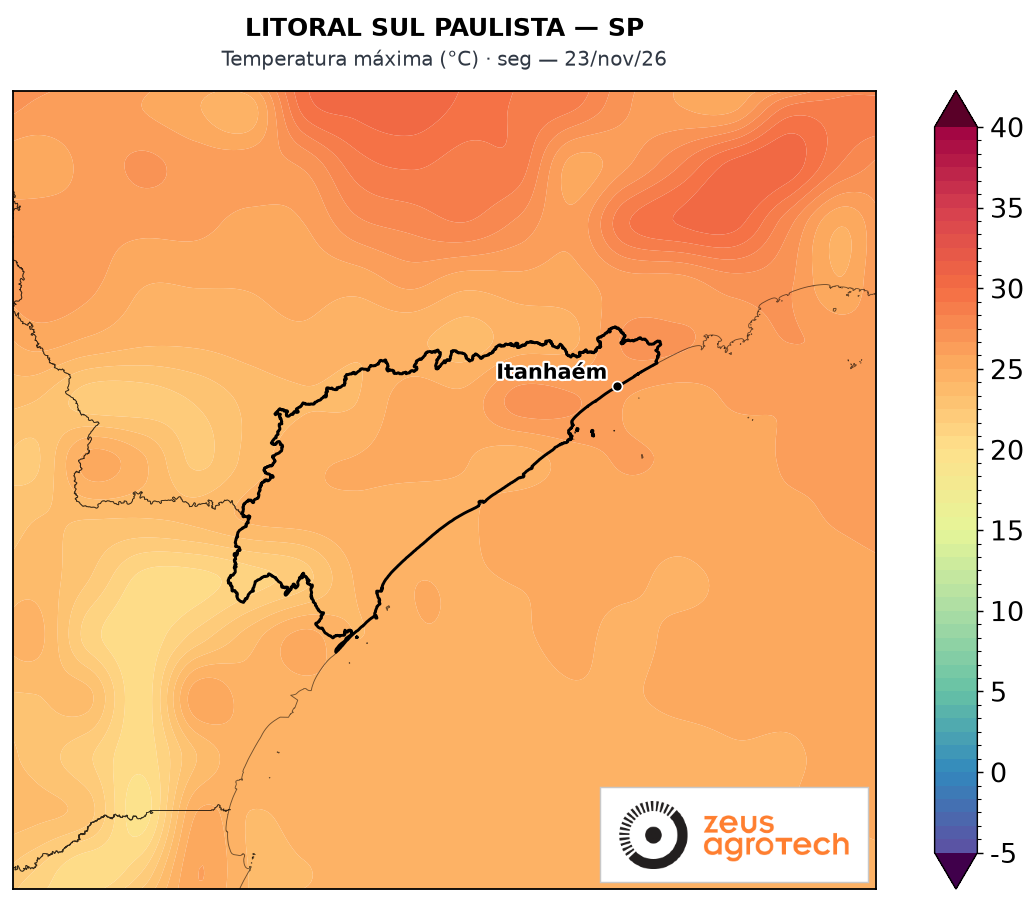 LITORAL SUL PAULISTA — SP
Temperatura máxima (°C) · seg — 23/nov/26
Itanhaém
40
35
30
25
20
15
10
5
0
-5
zeus
agrotech